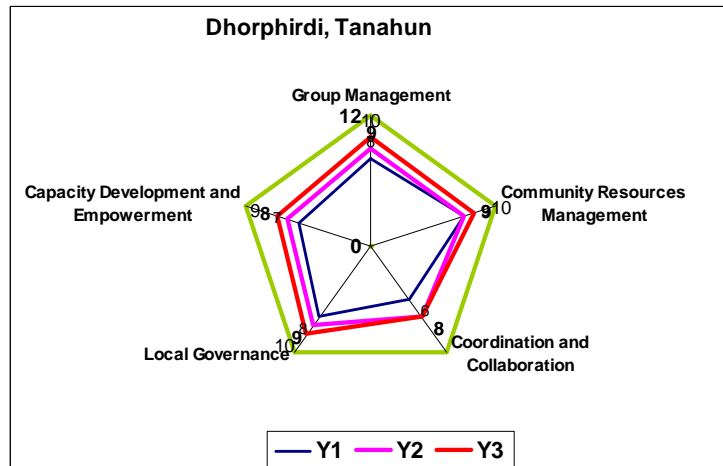 Dhorphirdi, Tanahun
Group Management
12
10
9
8
Capacity Development and
Empowerment
9
8
7
Community Resources
Management
9
10
0
6
8
Coordination and
Collaboration
8
9
10
Local Governance
Y1
Y2
Y3